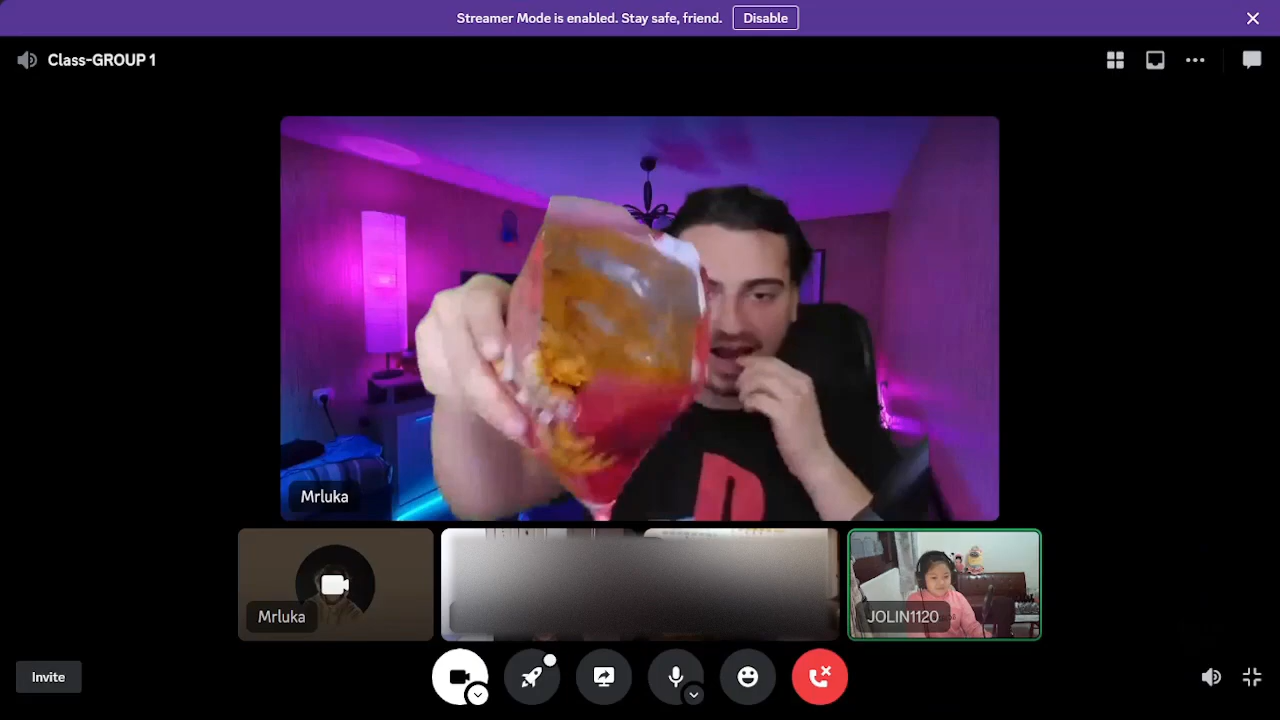 Streamer Mode is enabled. Stay safe, friend. Disable
Class-GROUP 1
Mrluka
Mrluka
JOLIN1120
Invite